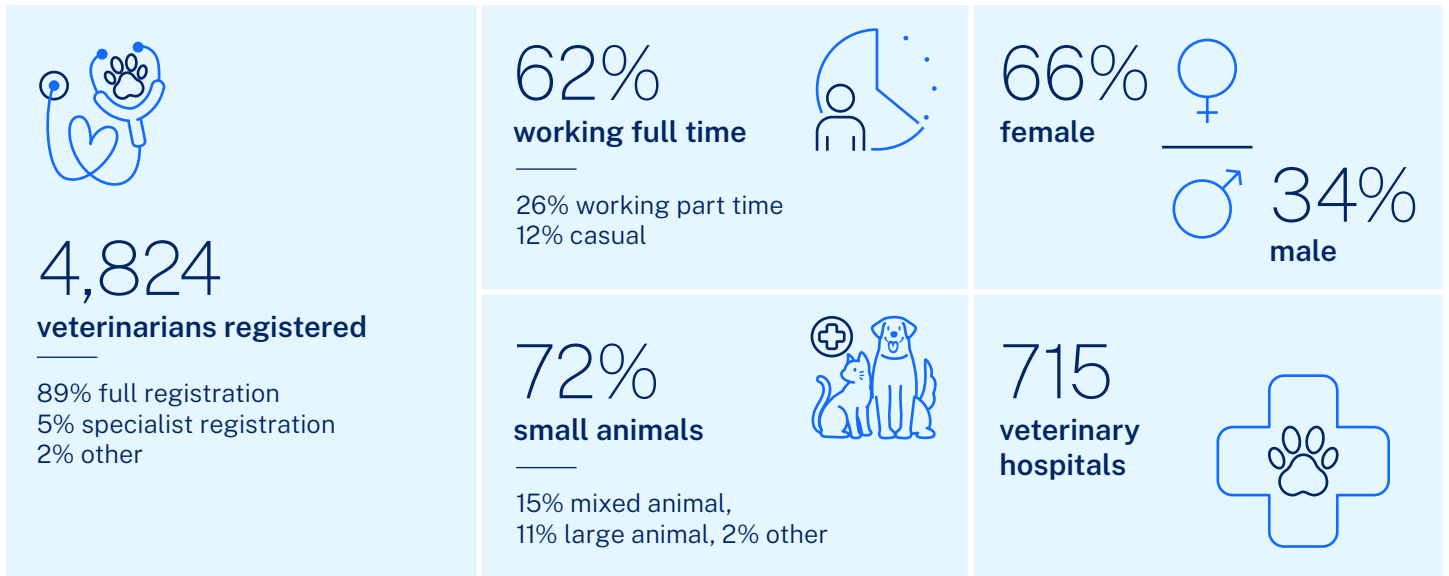 4,824
veterinarians registered
89% full registration
5% specialist registration
2% other
62%
working full time
26% working part time
12% casual
66%
female
34%
male
72%
small animals
15% mixed animal,
11% large animal, 2% other
715
veterinary
hospitals